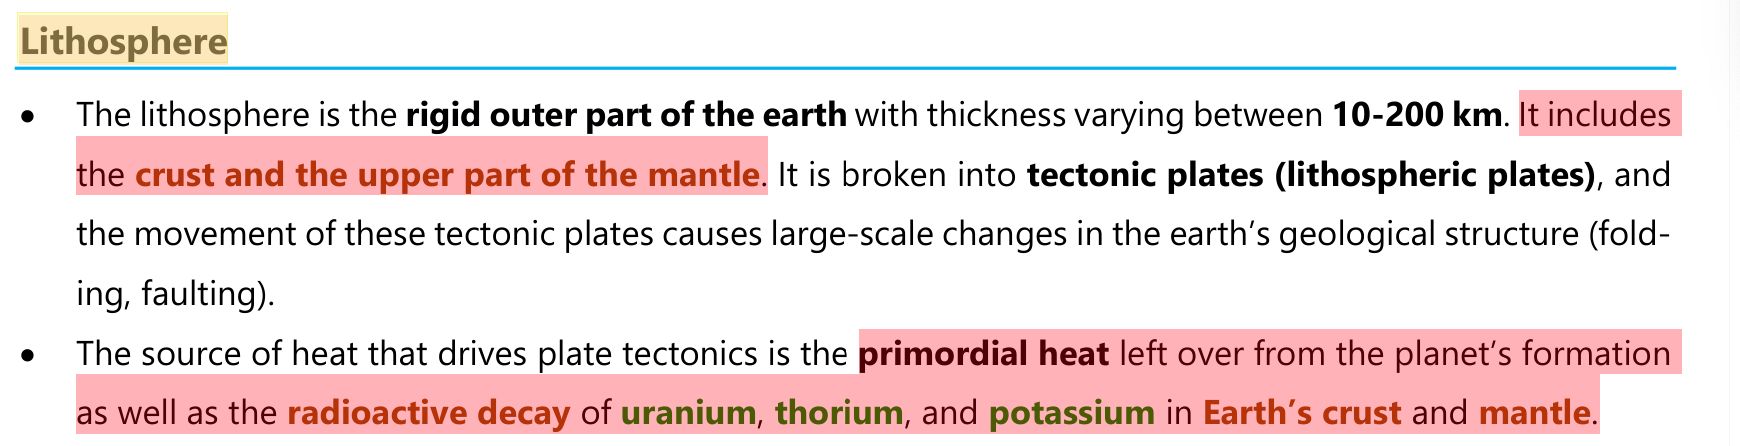 Lithosphere
• The lithosphere is the rigid outer part of the earth with thickness varying between 10-200 km. It includes
the crust and the upper part of the mantle. It is broken into tectonic plates (lithospheric plates), and
the movement of these tectonic plates causes large-scale changes in the earth’s geological structure (fold-
ing, faulting).
• The source of heat that drives plate tectonics is the primordial heat left over from the planet’s formation
as well as the radioactive decay of uranium, thorium, and potassium in Earth’s crust and mantle.